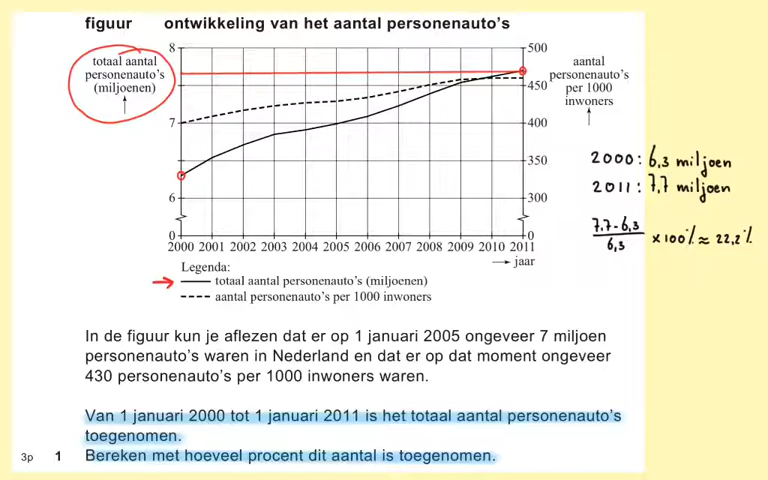 figuur ontwikkeling van het aantal personenauto's
8
7
6
0
totaal aantal
personenauto's
(miljoenen)
500
450
400
350
300
0
aantal
personenauto's
per 1000
inwoners
2000 2001 2002 2003 2004 2005 2006 2007 2008 2009 2010 2011
jaar
Legenda:
totaal aantal personenauto's (miljoenen)
aantal personenauto's per 1000 inwoners
2000: 6,3 miljoen
2011: 7,7 miljoen
7,7-6,3
6,3
×100% ≈ 22,2%
In de figuur kun je aflezen dat er op 1 januari 2005 ongeveer 7 miljoen
personenauto's waren in Nederland en dat er op dat moment ongeveer
430 personenauto's per 1000 inwoners waren.
Van 1 januari 2000 tot 1 januari 2011 is het totaal aantal personenauto's
toegenomen.
3p 1 Bereken met hoeveel procent dit aantal is toegenomen.